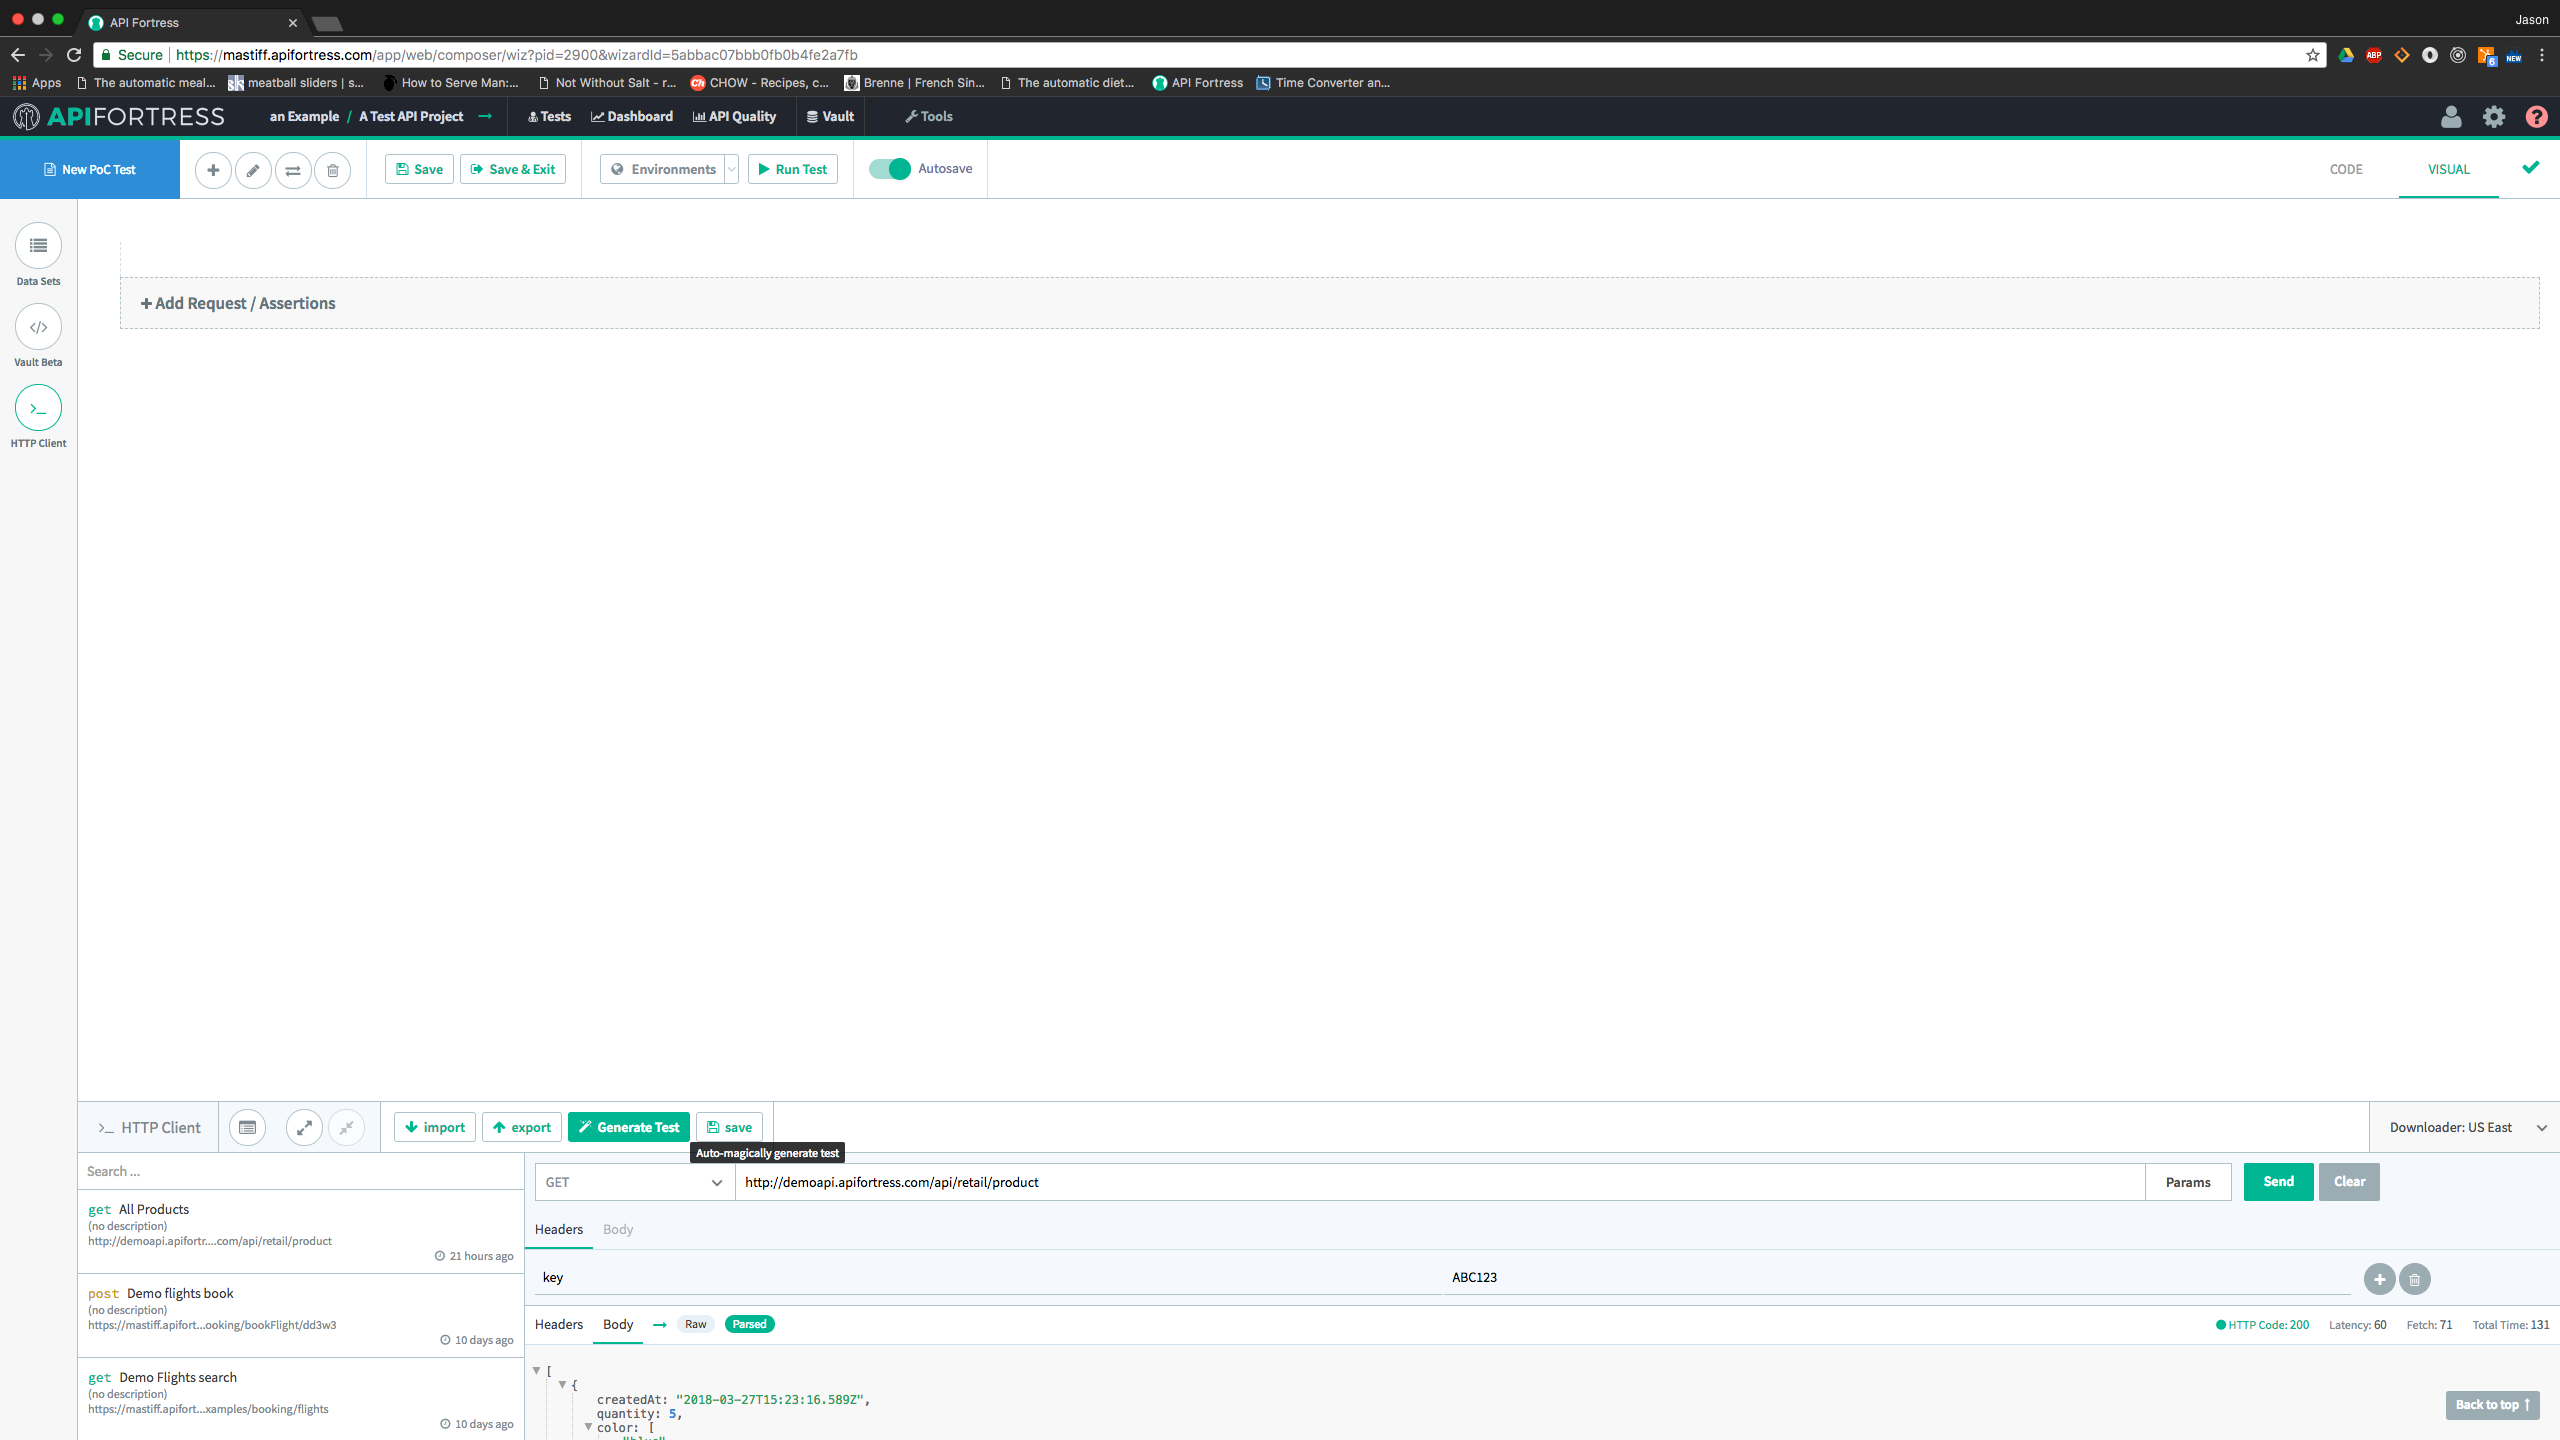 API Fortress
Jason
Secure | https://mastiff.apifortress.com/app/web/composer/wiz?pid=2900&wizardId=5abbac07bbb0fb0b4fe2a7fb
ABP
6
NEW
Apps The automatic meal... meatball sliders | s... How to Serve Man:... Not Without Salt - r... CHOW - Recipes, c... Brenne | French Sin... The automatic diet... API Fortress Time Converter an...
APIFORTRESS an Example / A Test API Project → Tests Dashboard API Quality Vault Tools ?
New PoC Test Save Save & Exit Environments Run Test Autosave CODE VISUAL
Data Sets
+ Add Request / Assertions
</>
Vault Beta
>_
HTTP Client
>_ HTTP Client import export Generate Test save Downloader: US East
Auto-magically generate test
Search ...
GET http://demoapi.apifortress.com/api/retail/product Params Send Clear
get All Products
(no description)
http://demoapi.apifortr....com/api/retail/product
21 hours ago
Headers Body
key ABC123
post Demo flights book
(no description)
https://mastiff.apifort...ooking/bookFlight/dd3w3
10 days ago
Headers Body → Raw Parsed HTTP Code: 200 Latency: 60 Fetch: 71 Total Time: 131
get Demo Flights search
(no description)
https://mastiff.apifort...xamples/booking/flights
10 days ago
[
{
createdAt: "2018-03-27T15:23:16.589Z",
quantity: 5,
color: [
"blue"
Back to top ↑